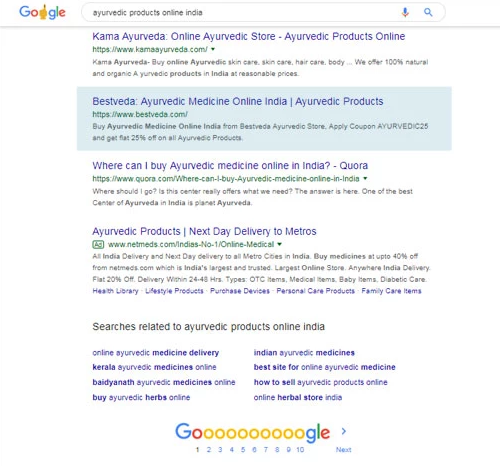 Google
ayurvedic products online india
Kama Ayurveda: Online Ayurvedic Store - Ayurvedic Products Online
https://www.kamaayurveda.com/
Kama Ayurveda- Buy online Ayurvedic skin care, skin care, hair care, body ... We offer 100% natural
and organic A yurvedic products in India at reasonable prices.
Bestveda: Ayurvedic Medicine Online India | Ayurvedic Products
https://www.bestveda.com/
Buy Ayurvedic Medicine Online India from Bestveda Ayurvedic Store, Apply Coupon AYURVEDIC25
and get flat 25% off on all Ayurvedic Products.
Where can I buy Ayurvedic medicine online in India? - Quora
https://www.quora.com/Where-can-I-buy-Ayurvedic-medicine-online-in-India
Where should I go? Is this center really offers what we need? The answer is here. One of the best
Center of Ayurveda in India is planet Ayurveda.
Ayurvedic Products | Next Day Delivery to Metros
Ad www.netmeds.com/Indias-No-1/Online-Medical
All India Delivery and Next Day delivery to all Metro Cities in India. Buy medicines at upto 40% off
from netmeds.com which is India's largest and trusted. Largest Online Store. Anywhere India Delivery.
Flat 20% Off. Delivery Within 24-48 Hrs. Types: OTC Items, Medical Items, Baby Items, Diabetic Care.
Health Library · Lifestyle Products · Purchase Devices · Personal Care Products · Family Care Items
Searches related to ayurvedic products online india
online ayurvedic medicine delivery
indian ayurvedic medicines
kerala ayurvedic medicines online
best site for online ayurvedic medicine
baidyanath ayurvedic medicines online
how to sell ayurvedic products online
buy ayurvedic herbs online
online herbal store india
Goooooooooogle
1 2 3 4 5 6 7 8 9 10 Next